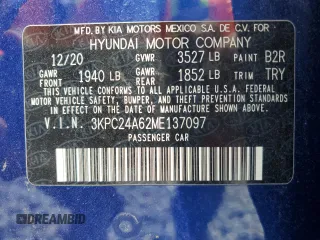 MFD. BY KIA MOTORS MEXICO S.A. DE C.V. FOR
HYUNDAI MOTOR COMPANY
12/20 GVWR 3527 LB PAINT B2R
GAWR FRT 1940 LB GAWR RR 1852 LB TRIM TRY
THIS VEHICLE CONFORMS TO ALL APPLICABLE U.S.A. FEDERAL
MOTOR VEHICLE SAFETY, BUMPER, AND THEFT PREVENTION
STANDARDS IN EFFECT ON THE DATE OF MANUFACTURE SHOWN ABOVE.
V.I.N. 3KPC24A62ME137097
PASSENGER CAR
DREAMBID